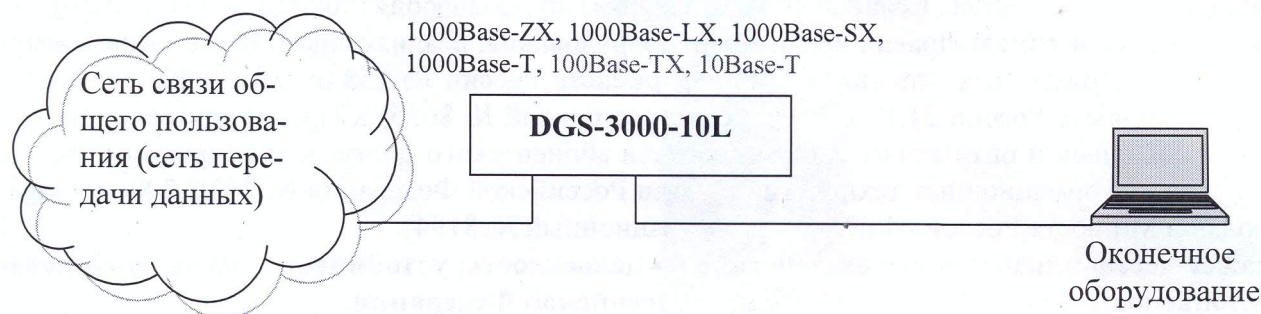 1000Base-ZX, 1000Base-LX, 1000Base-SX,
1000Base-T, 100Base-TX, 10Base-T
Сеть связи об-
щего пользова-
ния (сеть пере-
дачи данных)
DGS-3000-10L
Оконечное
оборудование